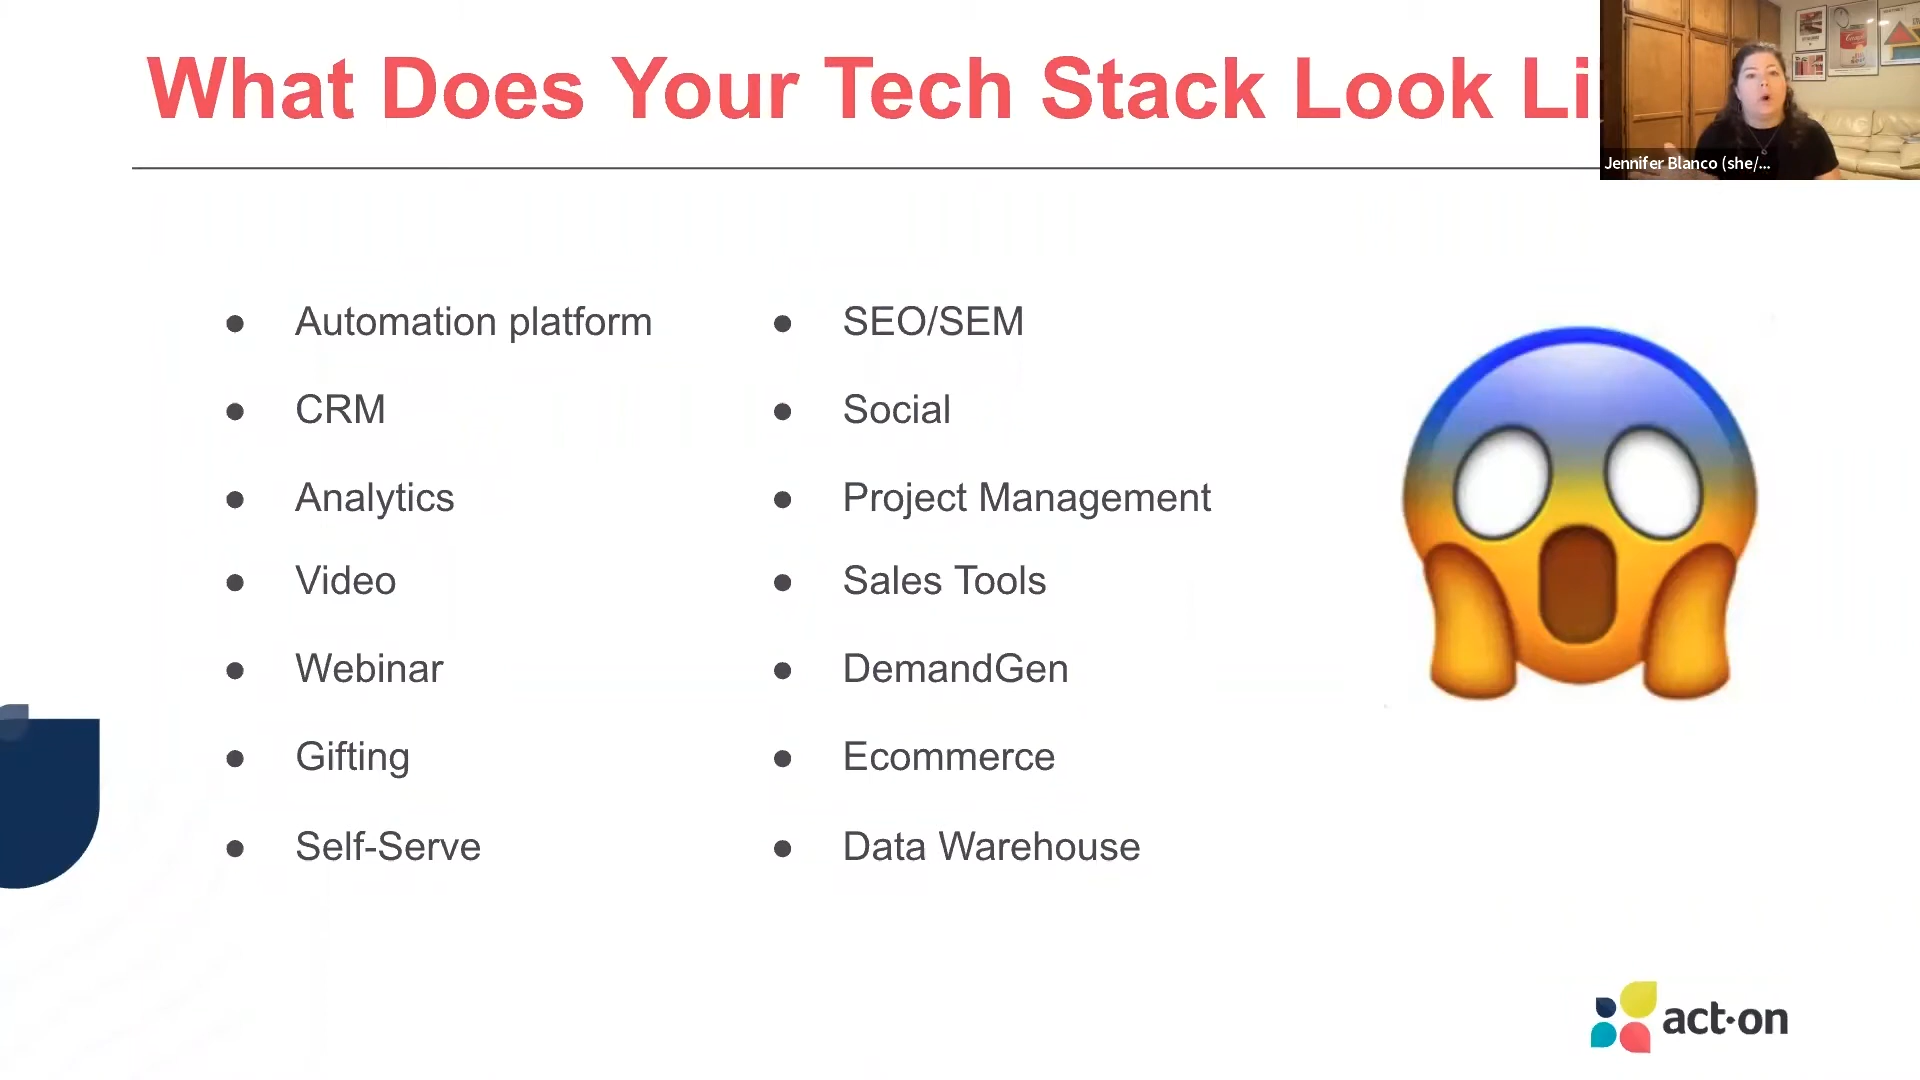 What Does Your Tech Stack Look Li
Jennifer Blanco (she/...
Automation platform
CRM
Analytics
Video
Webinar
Gifting
Self-Serve
SEO/SEM
Social
Project Management
Sales Tools
DemandGen
Ecommerce
Data Warehouse
act-on